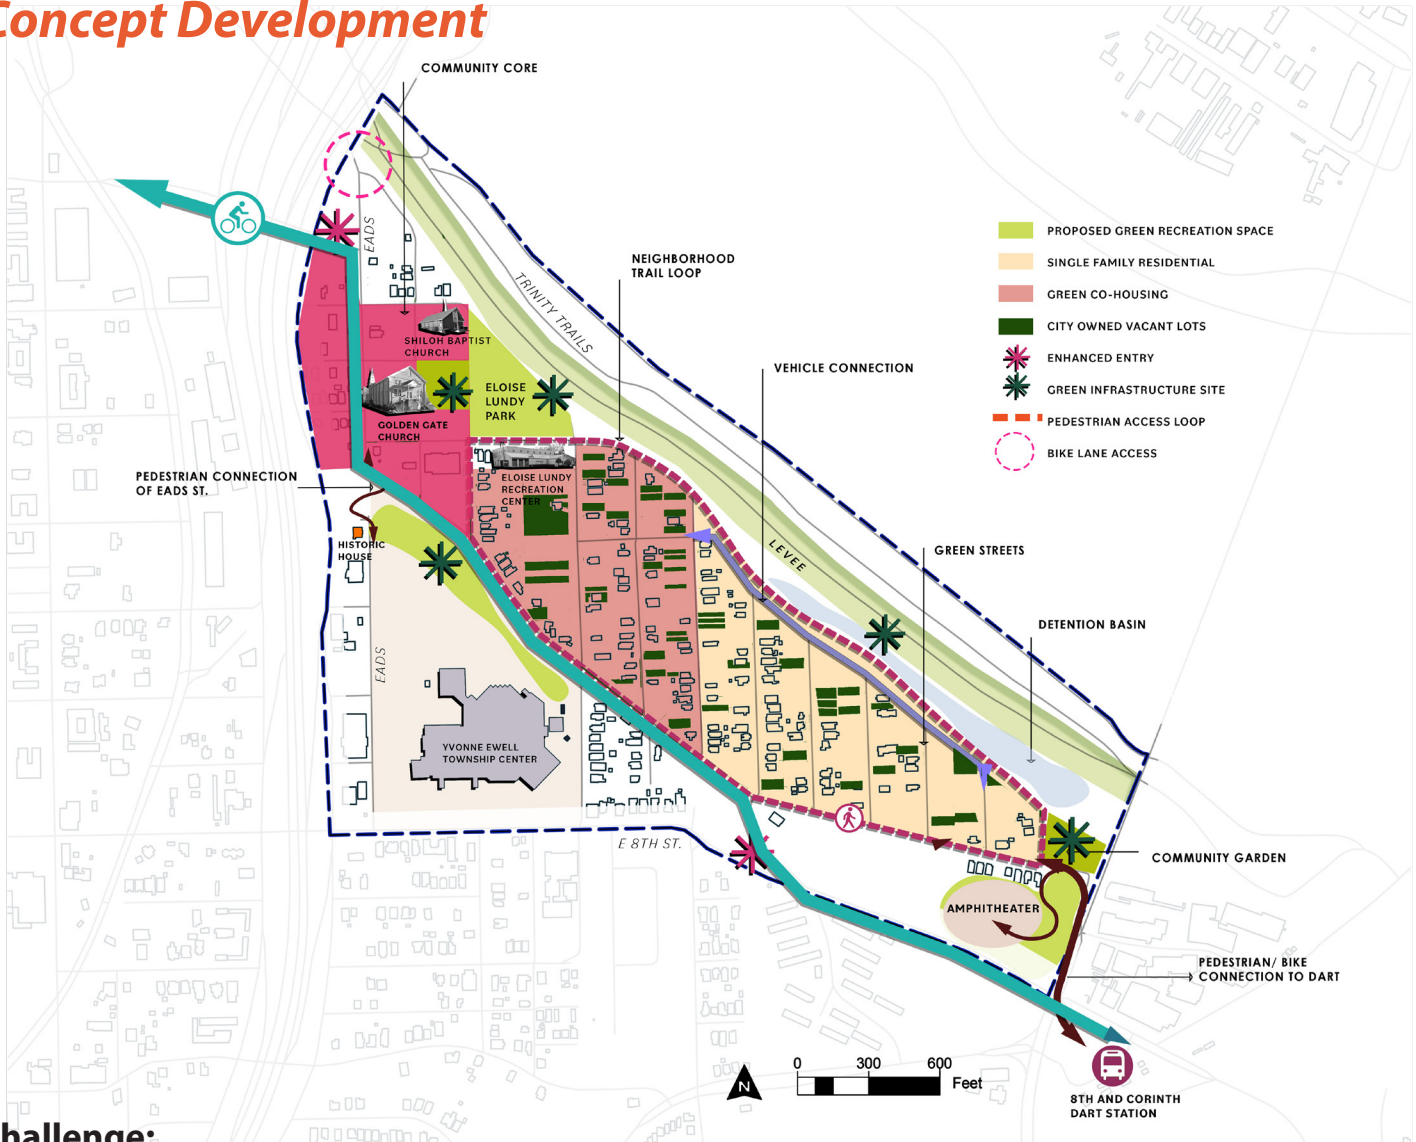 Concept Development
COMMUNITY CORE
EADS
NEIGHBORHOOD
TRAIL LOOP
TRINITY TRAILS
SHILOH BAPTIST
CHURCH
ELOISE
LUNDY
PARK
GOLDEN GATE
CHURCH
VEHICLE CONNECTION
PROPOSED GREEN RECREATION SPACE
SINGLE FAMILY RESIDENTIAL
GREEN CO-HOUSING
CITY OWNED VACANT LOTS
ENHANCED ENTRY
GREEN INFRASTRUCTURE SITE
PEDESTRIAN ACCESS LOOP
BIKE LANE ACCESS
PEDESTRIAN CONNECTION
OF EADS ST.
ELOISE LUNDY
RECREATION
CENTER
HISTORIC
HOUSE
LEVEE
GREEN STREETS
DETENTION BASIN
EADS
YVONNE EWELL
TOWNSHIP CENTER
E 8TH ST.
COMMUNITY GARDEN
AMPHITHEATER
PEDESTRIAN/ BIKE
CONNECTION TO DART
N
0 300 600
Feet
8TH AND CORINTH
DART STATION
hallenge: